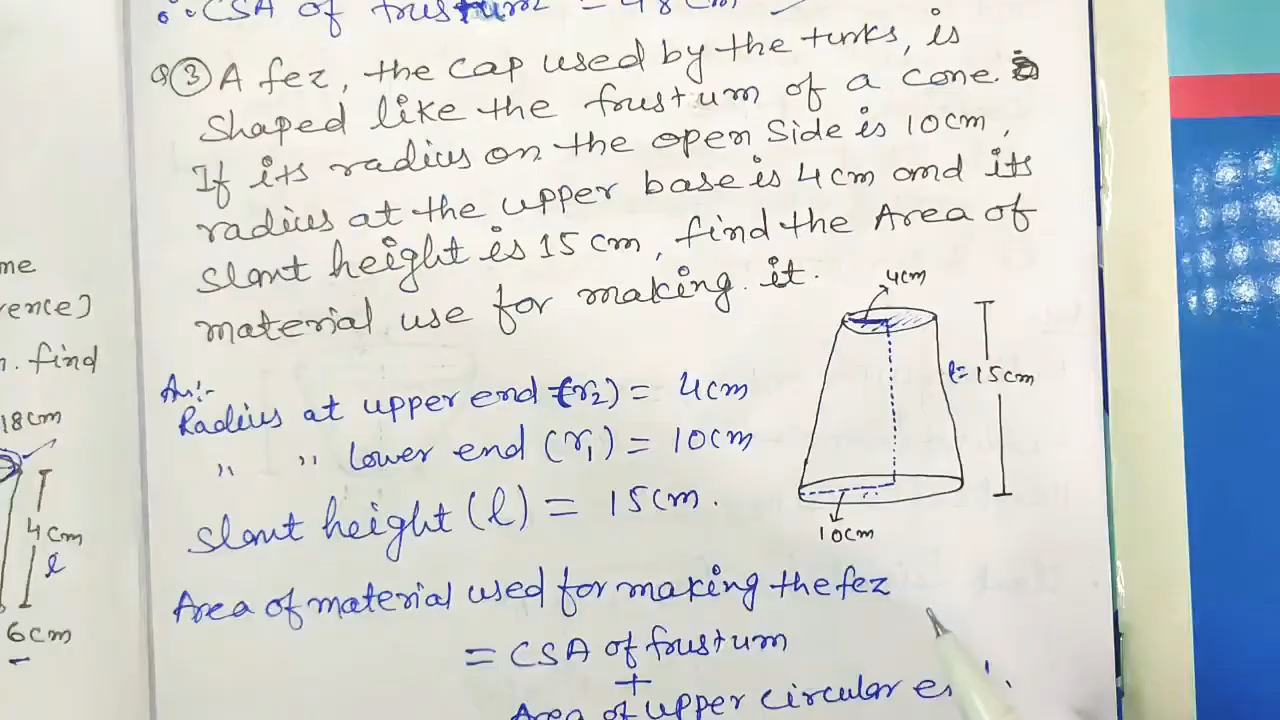 ∴ CSA of frustum = 48 cm
Q③ A fez, the cap used by the turks, is
shaped like the frustum of a cone.
If its radius on the open side is 10cm,
radius at the upper base is 4cm and its
slant height is 15 cm, find the Area of
material use for making it.
4cm
l=15cm
10cm
Ans:-
Radius at upper end (r₂) = 4cm
,, ,, lower end (r₁) = 10cm
slant height (l) = 15cm.
Area of material used for making the fez
= CSA of frustum
+
Area of upper circular
me
rence)
. find
18cm
4cm
l
6cm